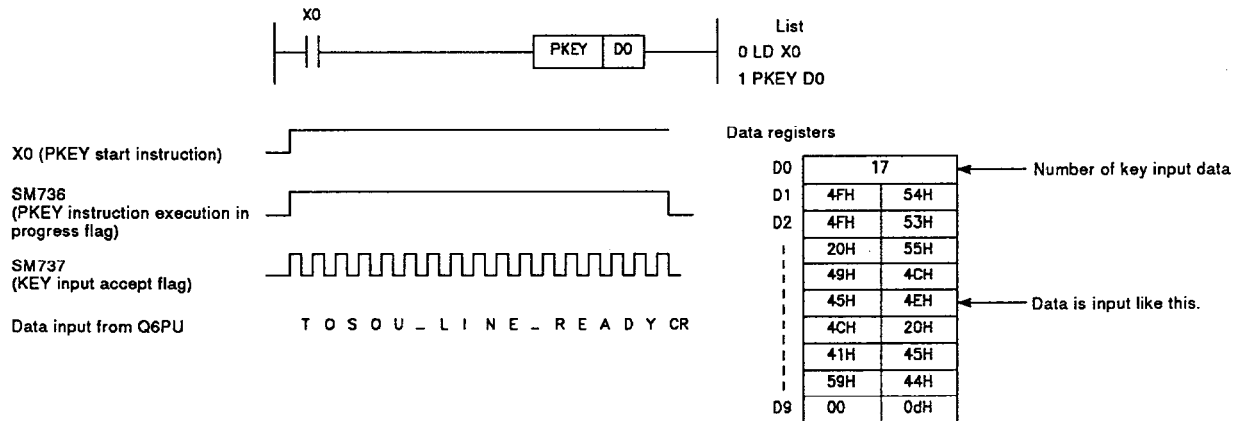 X0
PKEY D0
List
0 LD X0
1 PKEY D0
X0 (PKEY start instruction)
SM736
(PKEY instruction execution in
progress flag)
SM737
(KEY input accept flag)
Data input from Q6PU
T O S O U _ L I N E _ R E A D Y CR
Data registers
D0 17
Number of key input data
D1 4FH 54H
D2 4FH 53H
20H 55H
49H 4CH
45H 4EH
Data is input like this.
4CH 20H
41H 45H
59H 44H
D9 00 0dH